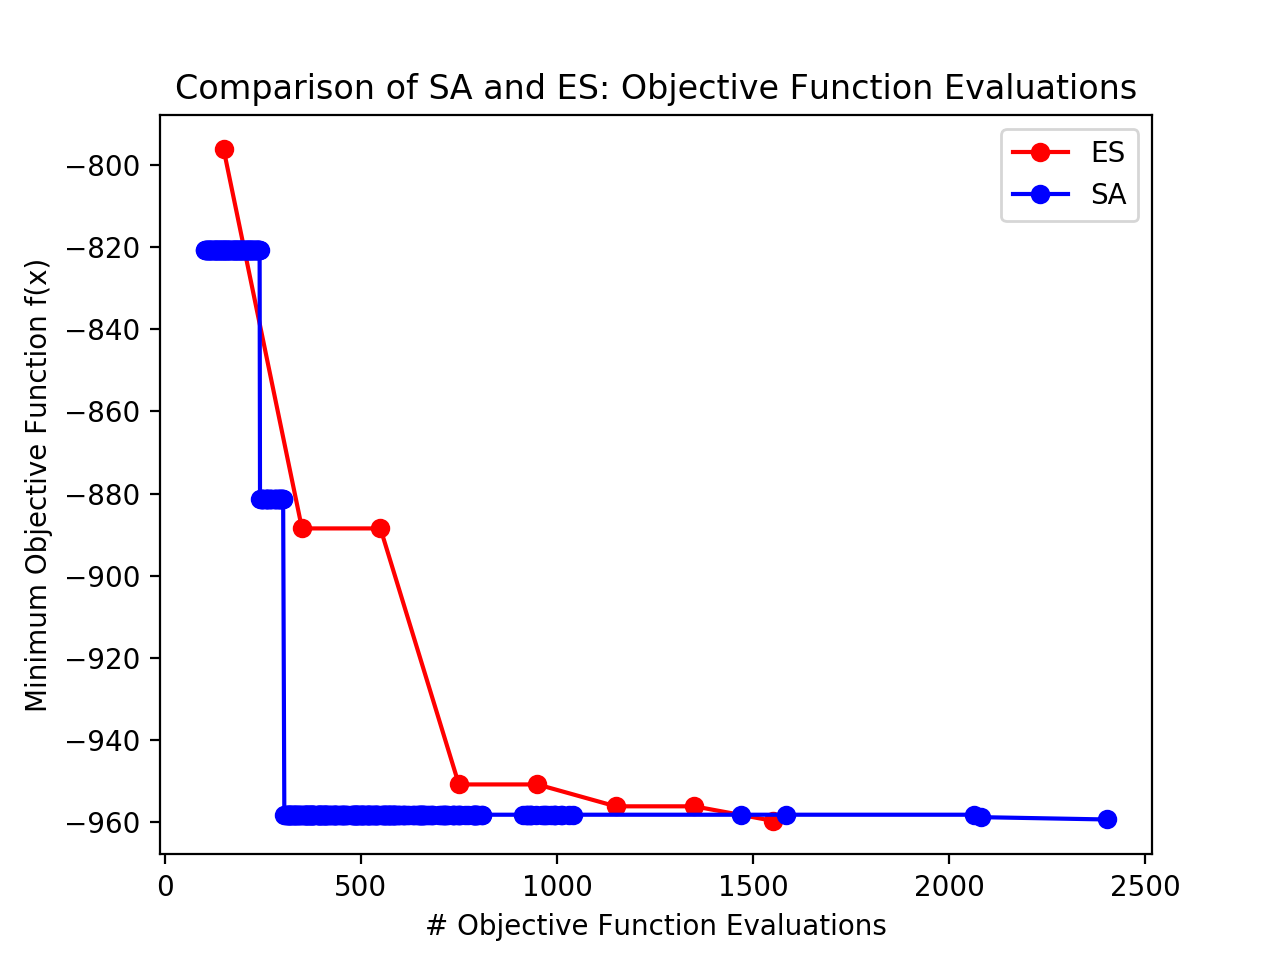 Comparison of SA and ES: Objective Function Evaluations
ES
SA
Minimum Objective Function f(x)
−800
−820
−840
−860
−880
−900
−920
−940
−960
0 500 1000 1500 2000 2500
# Objective Function Evaluations